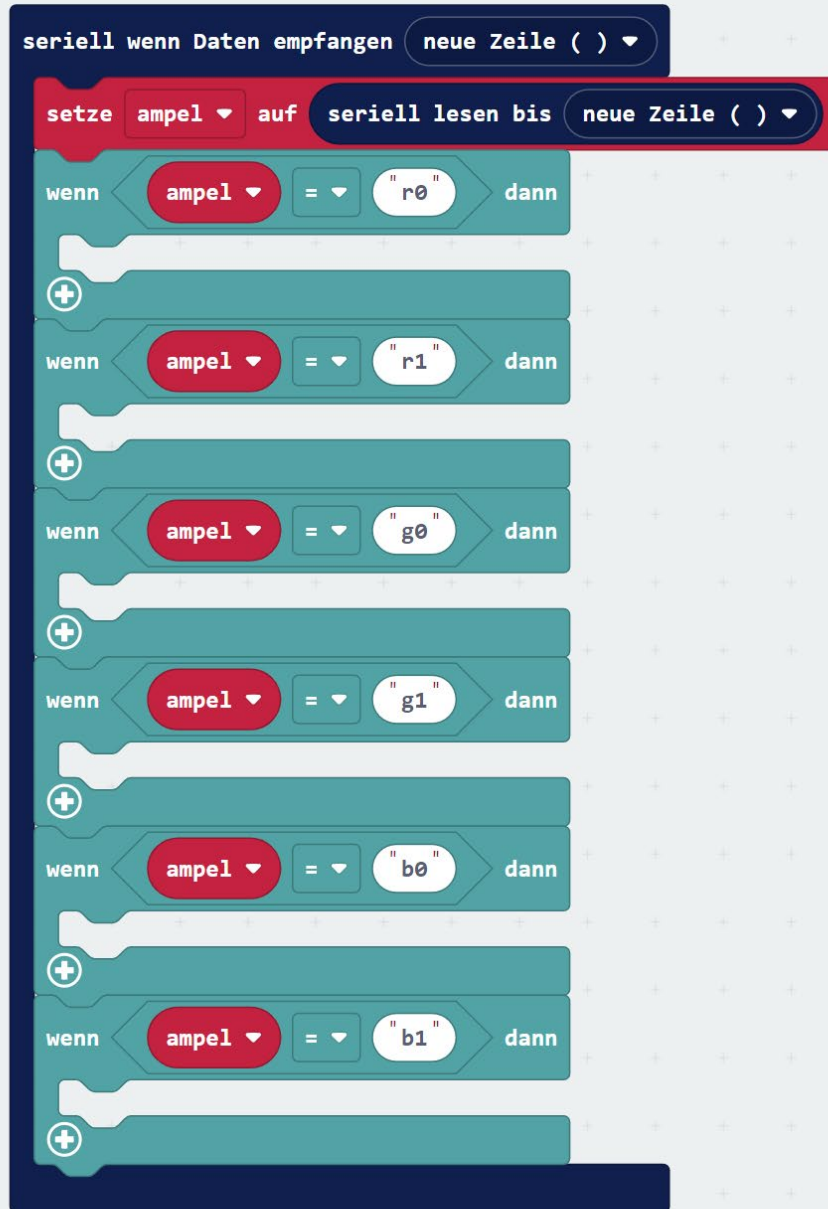 seriell wenn Daten empfangen neue Zeile ( )
setze ampel auf seriell lesen bis neue Zeile ( )
wenn ampel = "r0" dann
wenn ampel = "r1" dann
wenn ampel = "g0" dann
wenn ampel = "g1" dann
wenn ampel = "b0" dann
wenn ampel = "b1" dann